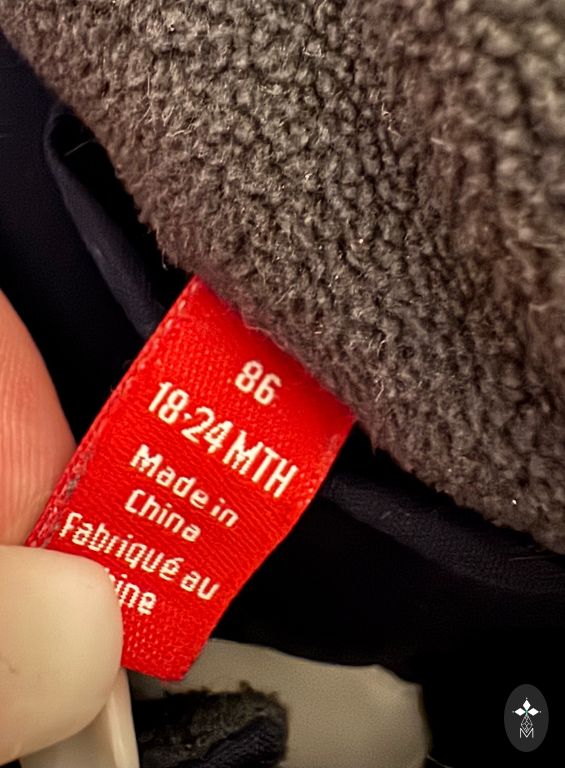 86
18-24 MTH
Made in
China
Fabriqué au
M